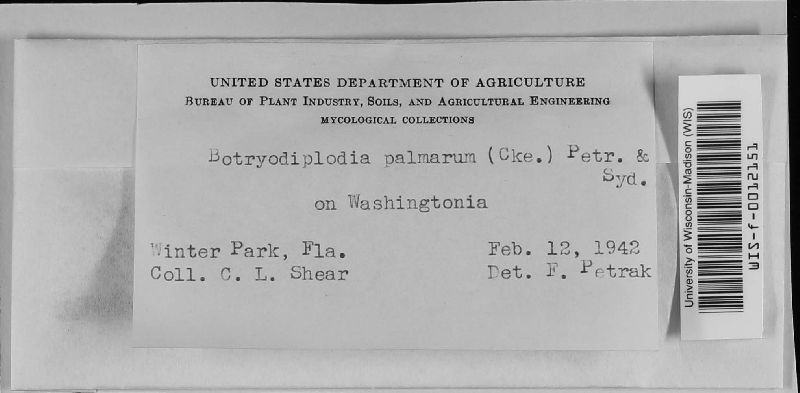 UNITED STATES DEPARTMENT OF AGRICULTURE
BUREAU OF PLANT INDUSTRY, SOILS, AND AGRICULTURAL ENGINEERING
MYCOLOGICAL COLLECTIONS
Botryodiplodia palmarum (Cke.) Petr. &
Syd.
on Washingtonia
Winter Park, Fla. Feb. 12, 1942
Coll. C. L. Shear Det. F. Petrak
University of Wisconsin-Madison (WIS)
WIS-f-0012151